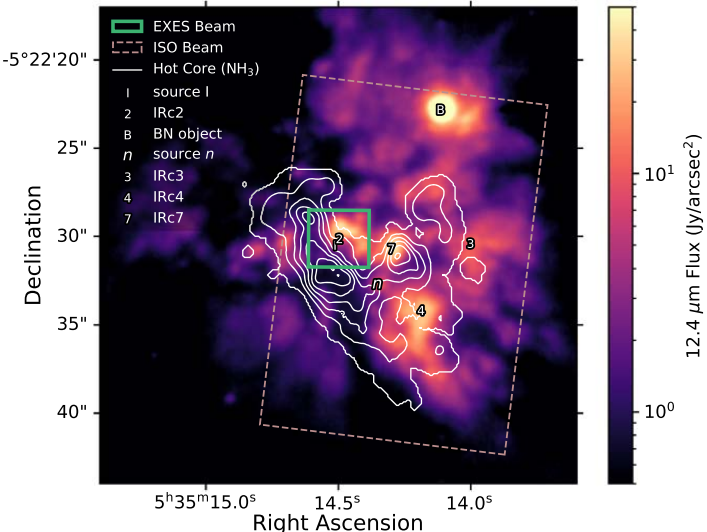 EXES Beam
ISO Beam
Hot Core (NH₃)
I source I
2 IRc2
B BN object
n source n
3 IRc3
4 IRc4
7 IRc7
B
2
I
7
3
n
4
-5°22'20"
25"
30"
35"
40"
Declination
5ʰ35ᵐ15.0ˢ 14.5ˢ 14.0ˢ
Right Ascension
10¹
10⁰
12.4 μm Flux (Jy/arcsec²)